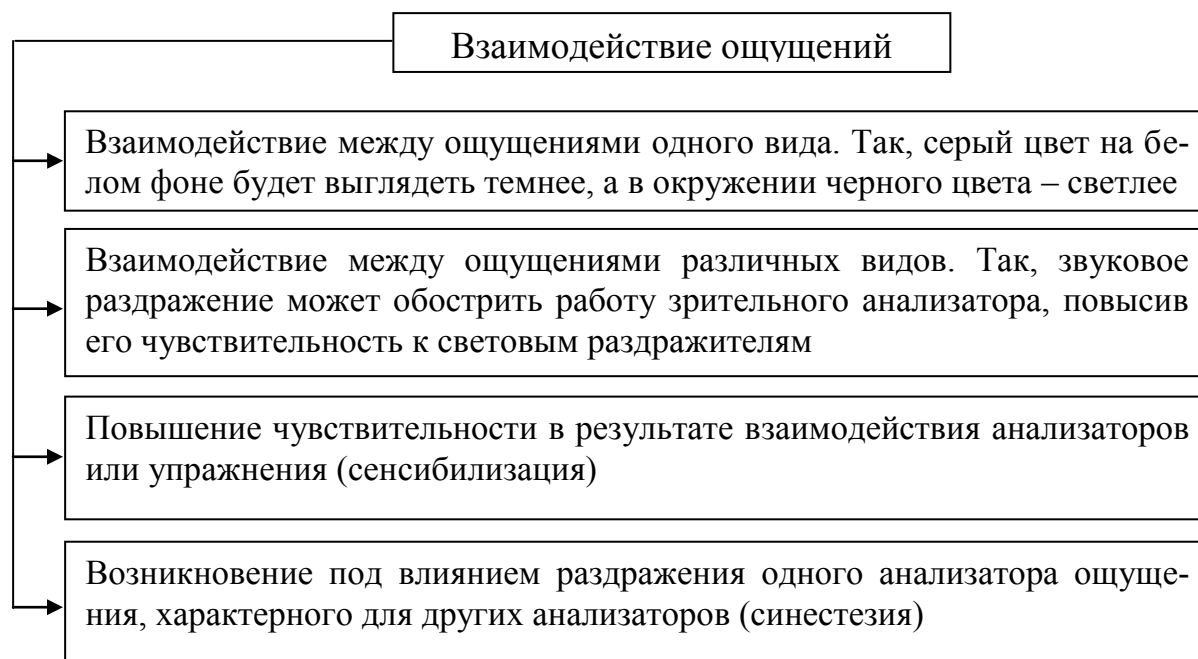 Взаимодействие ощущений
Взаимодействие между ощущениями одного вида. Так, серый цвет на бе-
лом фоне будет выглядеть темнее, а в окружении черного цвета – светлее
Взаимодействие между ощущениями различных видов. Так, звуковое
раздражение может обострить работу зрительного анализатора, повысив
его чувствительность к световым раздражителям
Повышение чувствительности в результате взаимодействия анализаторов
или упражнения (сенсибилизация)
Возникновение под влиянием раздражения одного анализатора ощуще-
ния, характерного для других анализаторов (синестезия)